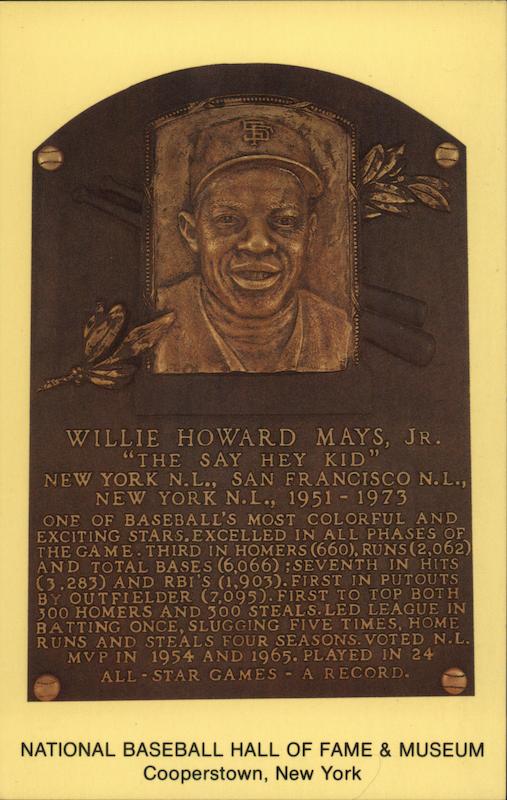 SF
WILLIE HOWARD MAYS, JR.
"THE SAY HEY KID"
NEW YORK N.L., SAN FRANCISCO N.L.,
NEW YORK N.L., 1951 - 1973
ONE OF BASEBALL'S MOST COLORFUL AND
EXCITING STARS. EXCELLED IN ALL PHASES OF
THE GAME. THIRD IN HOMERS (660), RUNS (2,062)
AND TOTAL BASES (6,066); SEVENTH IN HITS
(3,283) AND RBI'S (1,903). FIRST IN PUTOUTS
BY OUTFIELDER (7,095). FIRST TO TOP BOTH
300 HOMERS AND 300 STEALS. LED LEAGUE IN
BATTING ONCE, SLUGGING FIVE TIMES, HOME
RUNS AND STEALS FOUR SEASONS. VOTED N.L.
MVP IN 1954 AND 1965. PLAYED IN 24
ALL-STAR GAMES - A RECORD.
NATIONAL BASEBALL HALL OF FAME & MUSEUM
Cooperstown, New York